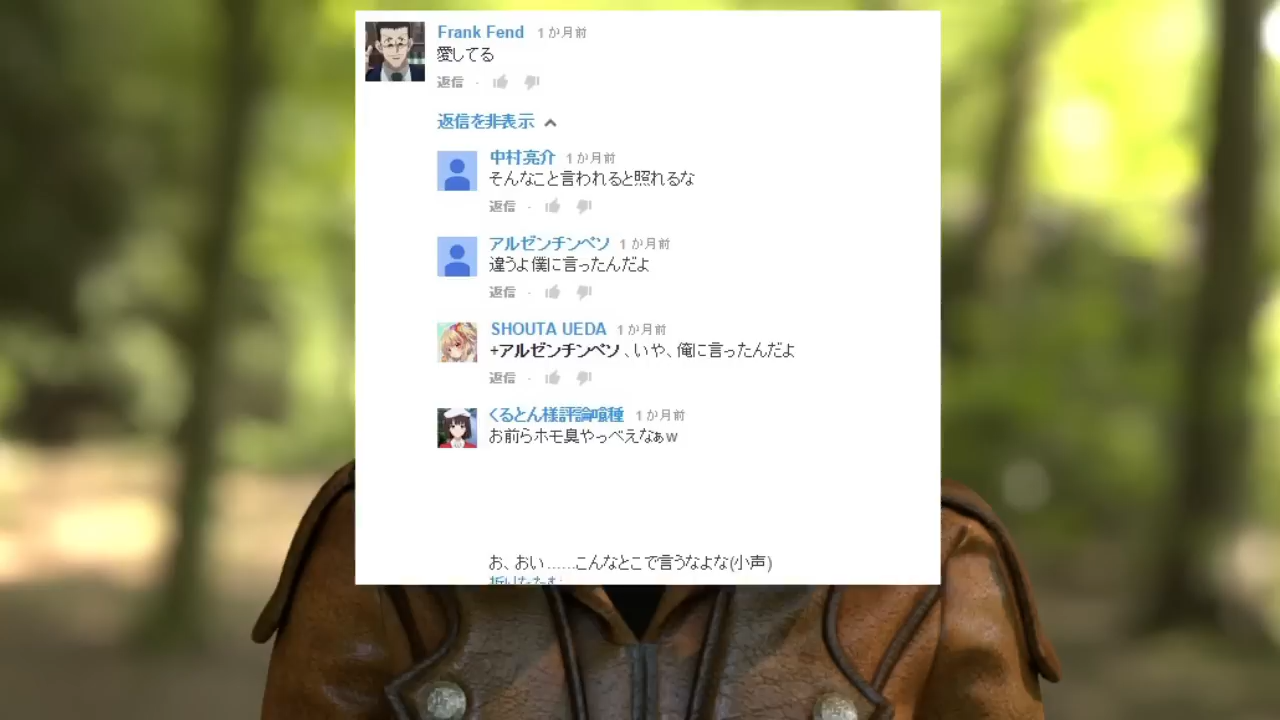 Frank Fend 1 か月前
愛してる
返信 ·
返信を非表示
中村亮介 1 か月前
そんなこと言われると照れるな
返信 ·
アルゼンチンペソ 1 か月前
違うよ僕に言ったんだよ
返信 ·
SHOUTA UEDA 1 か月前
+アルゼンチンペソ 、いや、俺に言ったんだよ
返信 ·
くるとん様評論喰種 1 か月前
お前らホモ臭やっべえなぁw
お、おい……こんなとこで言うなよな(小声)
折りたたむ